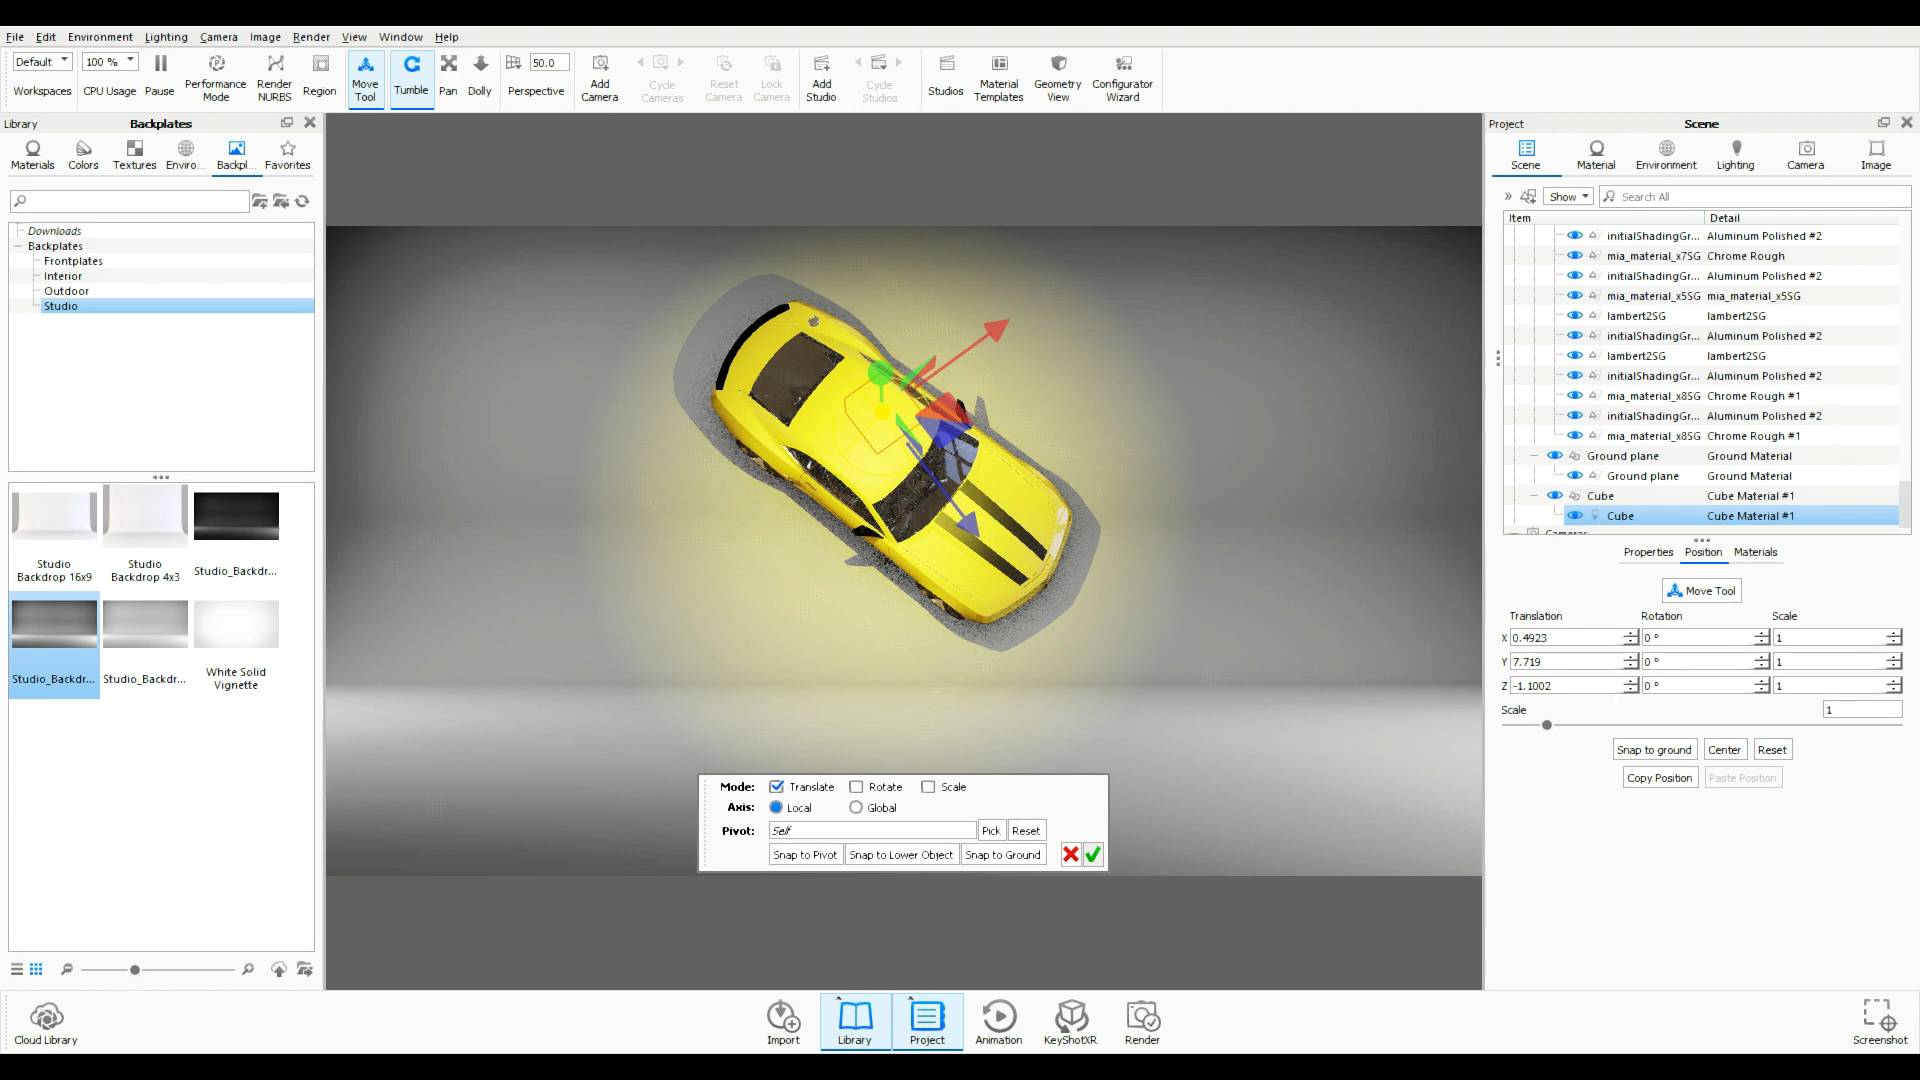 File Edit Environment Lighting Camera Image Render View Window Help
Default 100 % 50.0
Workspaces CPU Usage Pause Performance Mode Render NURBS Region Move Tool Tumble Pan Dolly Perspective Add Camera Cycle Cameras Reset Camera Lock Camera Add Studio Cycle Studios Studios Material Templates Geometry View Configurator Wizard
Library Backplates
Materials Colors Textures Enviro... Backpl... Favorites
Downloads
Backplates
Frontplates
Interior
Outdoor
Studio
Studio Backdrop 16x9 Studio Backdrop 4x3 Studio_Backdr...
Studio_Backdr... Studio_Backdr... White Solid Vignette
Mode: Translate Rotate Scale
Axis: Local Global
Pivot: Self Pick Reset
Snap to Pivot Snap to Lower Object Snap to Ground
Project Scene
Scene Material Environment Lighting Camera Image
» Show Search All
Item Detail
initialShadingGr... Aluminum Polished #2
mia_material_x7SG Chrome Rough
initialShadingGr... Aluminum Polished #2
mia_material_x5SG mia_material_x5SG
lambert2SG lambert2SG
initialShadingGr... Aluminum Polished #2
lambert2SG lambert2SG
initialShadingGr... Aluminum Polished #2
mia_material_x8SG Chrome Rough #1
initialShadingGr... Aluminum Polished #2
mia_material_x8SG Chrome Rough #1
Ground plane Ground Material
Ground plane Ground Material
Cube Cube Material #1
Cube Cube Material #1
Cameras
Properties Position Materials
Move Tool
Translation Rotation Scale
X 0.4923 0 ° 1
Y 7.719 0 ° 1
Z -1.1002 0 ° 1
Scale 1
Snap to ground Center Reset
Copy Position Paste Position
Cloud Library Import Library Project Animation KeyShotXR Render Screenshot